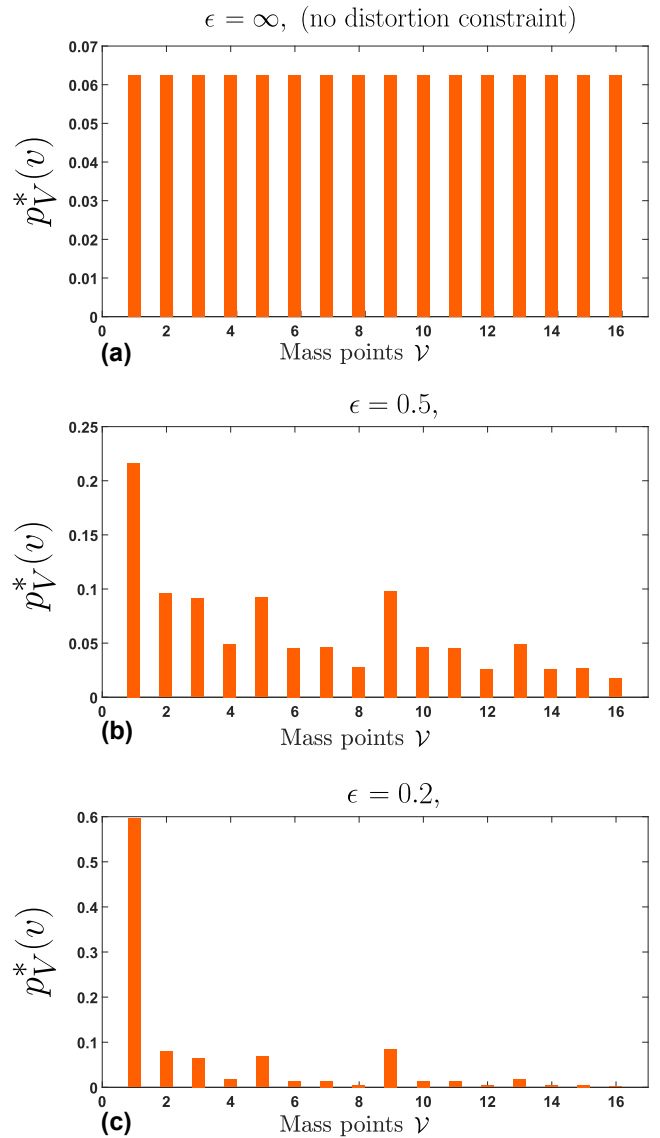 ϵ = ∞, (no distortion constraint)
0.07
0.06
0.05
0.04
0.03
0.02
0.01
0
p*_V(v)
0 2 4 6 8 10 12 14 16
(a) Mass points 𝒱
ϵ = 0.5,
0.25
0.2
0.15
0.1
0.05
0
p*_V(v)
0 2 4 6 8 10 12 14 16
(b) Mass points 𝒱
ϵ = 0.2,
0.6
0.5
0.4
0.3
0.2
0.1
0
p*_V(v)
0 2 4 6 8 10 12 14 16
(c) Mass points 𝒱